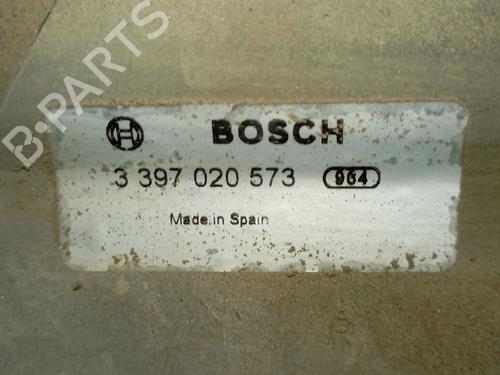 B-PARTS
BOSCH
3 397 020 573 964
Made in Spain
R